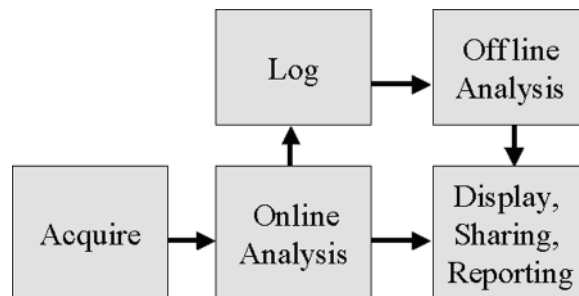 Log
Offline
Analysis
Acquire
Online
Analysis
Display,
Sharing,
Reporting